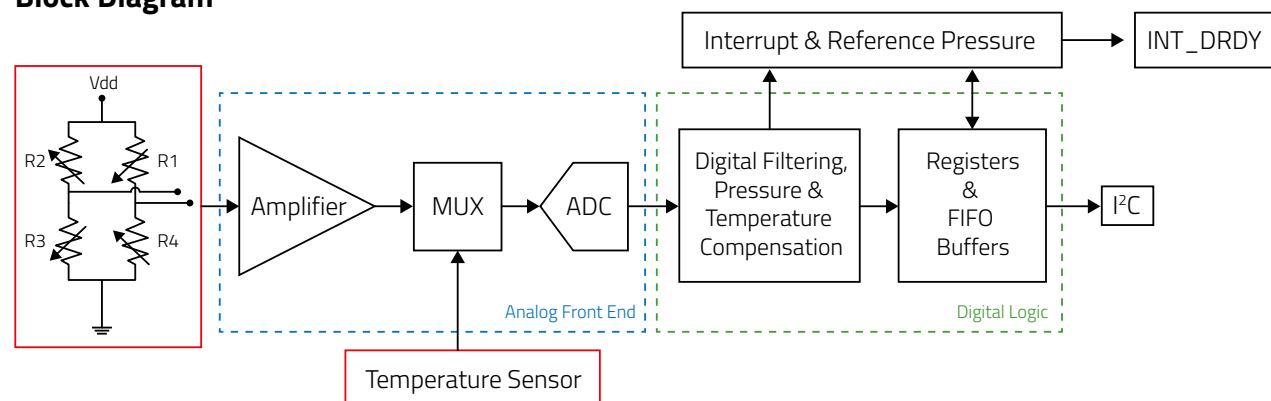 Block Diagram
Interrupt & Reference Pressure
INT_DRDY
Vdd
R2
R1
R3
R4
Amplifier
MUX
ADC
Digital Filtering,
Pressure &
Temperature
Compensation
Registers
&
FIFO
Buffers
I²C
Analog Front End
Digital Logic
Temperature Sensor